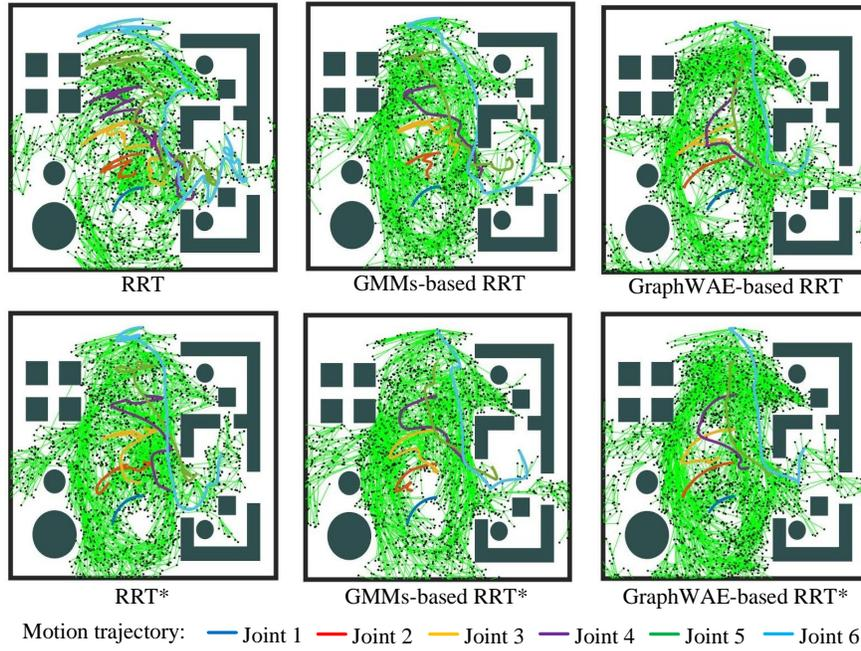 RRT
GMMs-based RRT
GraphWAE-based RRT
RRT*
GMMs-based RRT*
GraphWAE-based RRT*
Motion trajectory: Joint 1 Joint 2 Joint 3 Joint 4 Joint 5 Joint 6